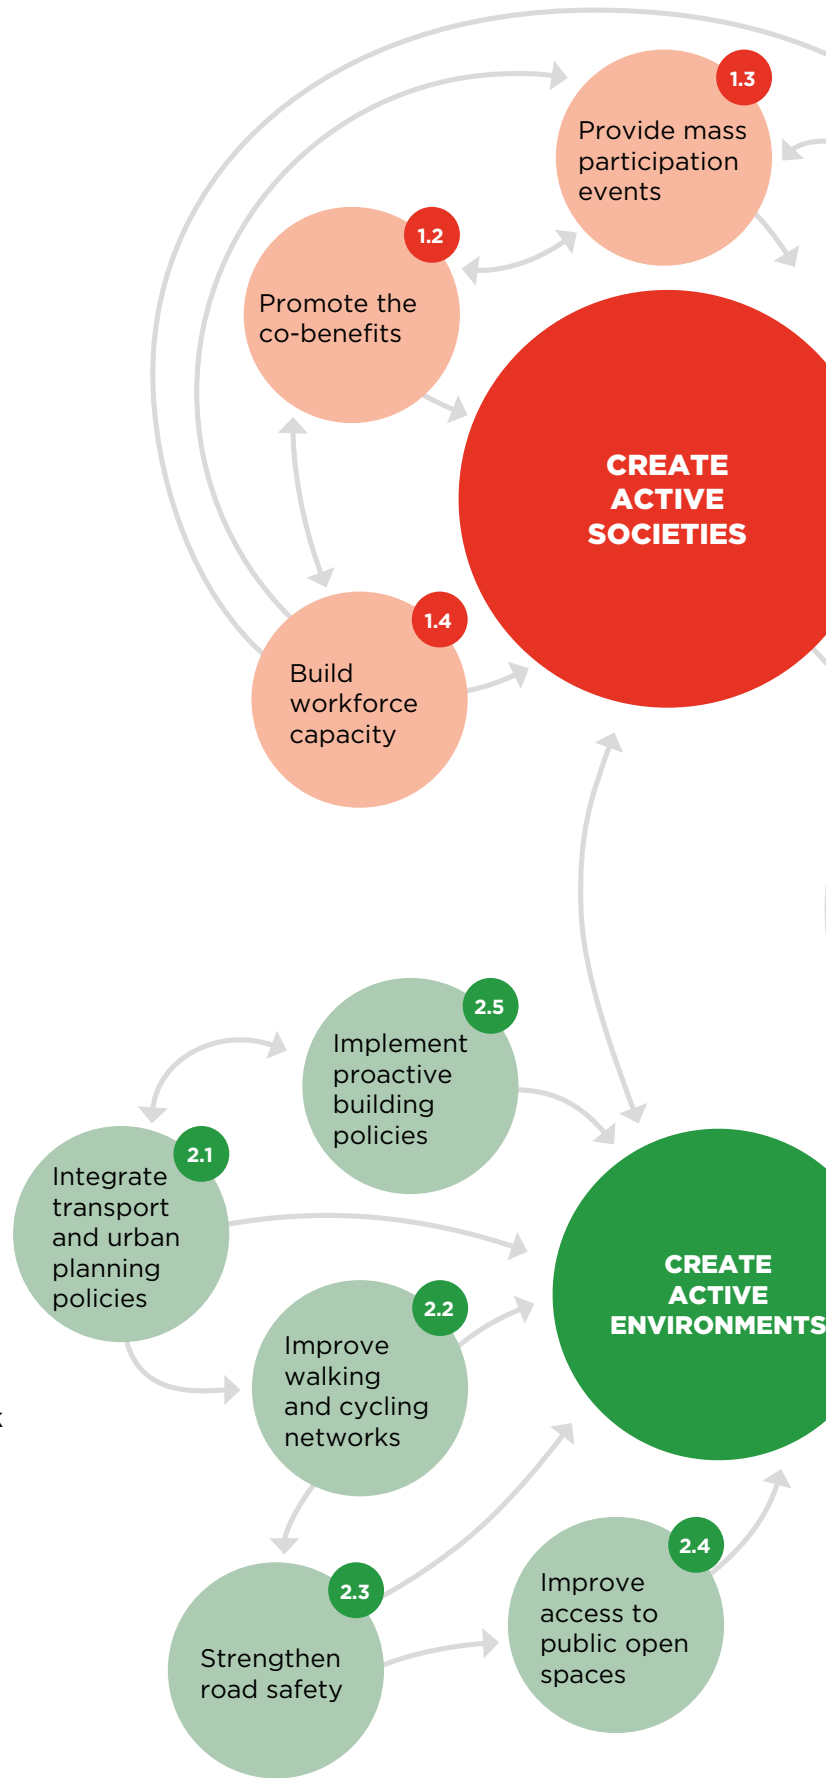 1.3
Provide mass
participation
events
1.2
Promote the
co-benefits
CREATE
ACTIVE
SOCIETIES
1.4
Build
workforce
capacity
2.5
Implement
proactive
building
policies
2.1
Integrate
transport
and urban
planning
policies
CREATE
ACTIVE
ENVIRONMENTS
2.2
Improve
walking
and cycling
networks
2.4
Improve
access to
public open
spaces
2.3
Strengthen
road safety